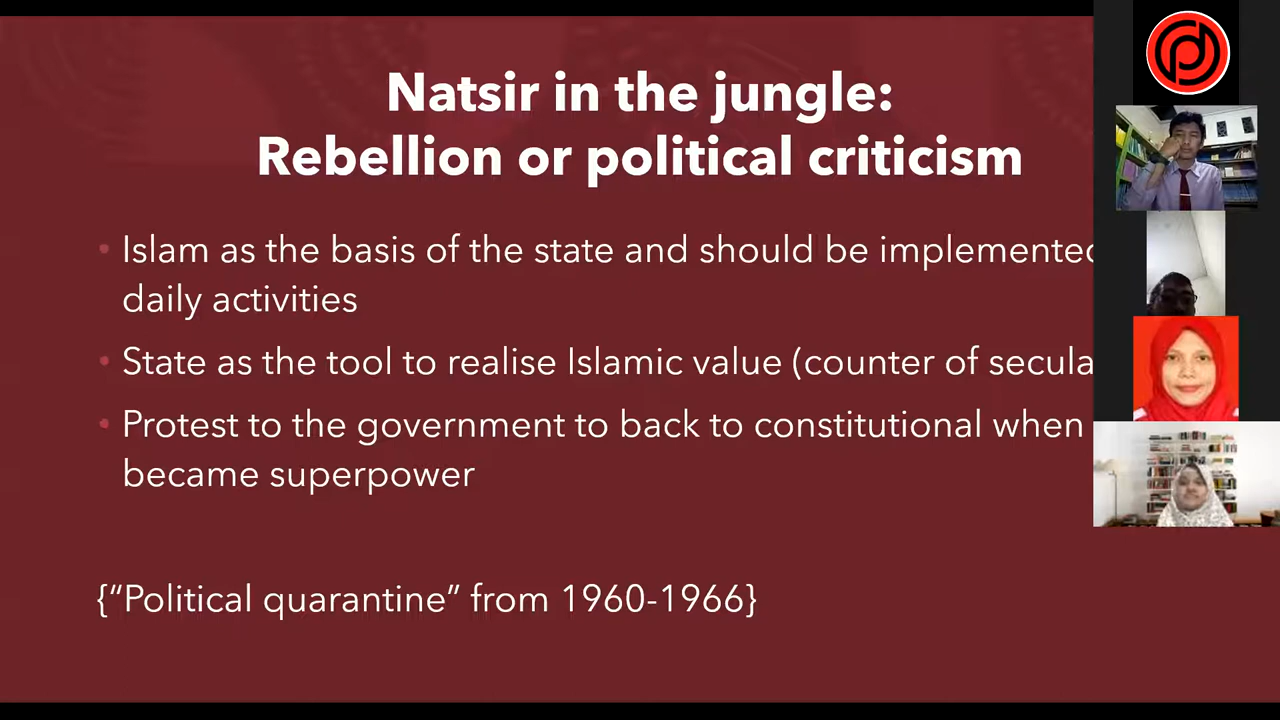 Natsir in the jungle:
Rebellion or political criticism
• Islam as the basis of the state and should be implemented
daily activities
• State as the tool to realise Islamic value (counter of secula
• Protest to the government to back to constitutional when
became superpower
{“Political quarantine” from 1960-1966}